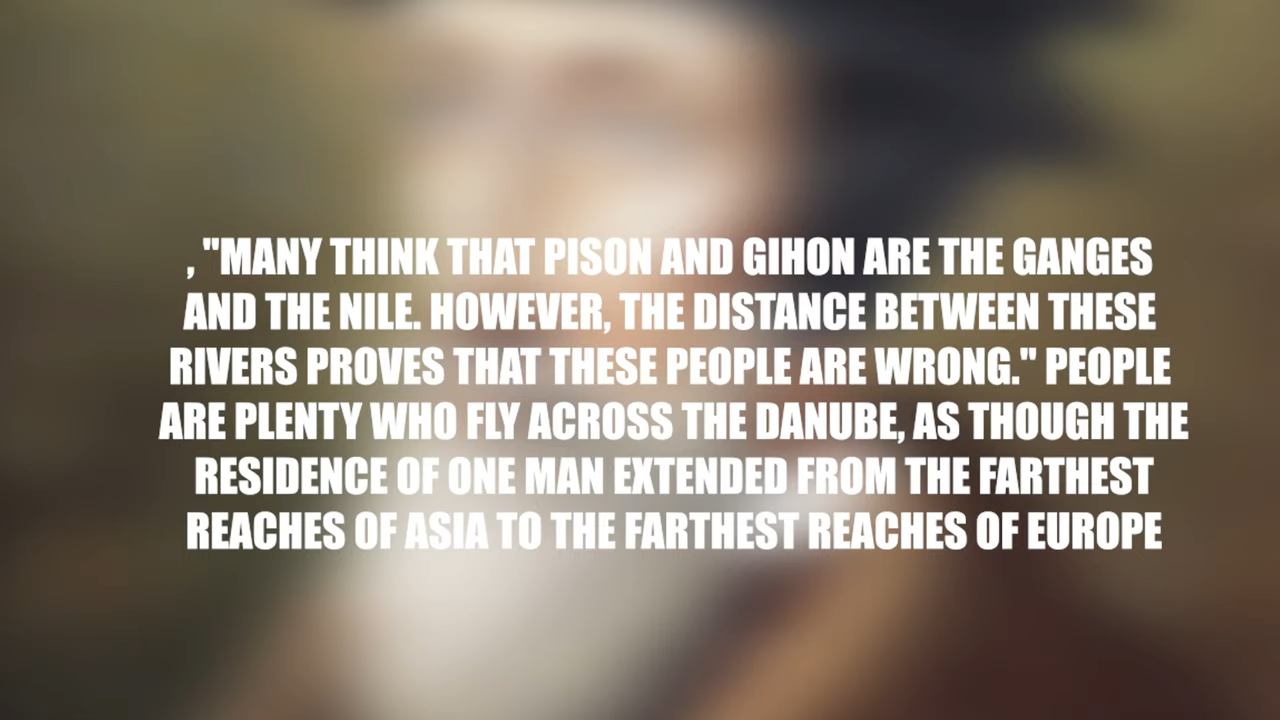 , "MANY THINK THAT PISON AND GIHON ARE THE GANGES
AND THE NILE. HOWEVER, THE DISTANCE BETWEEN THESE
RIVERS PROVES THAT THESE PEOPLE ARE WRONG." PEOPLE
ARE PLENTY WHO FLY ACROSS THE DANUBE, AS THOUGH THE
RESIDENCE OF ONE MAN EXTENDED FROM THE FARTHEST
REACHES OF ASIA TO THE FARTHEST REACHES OF EUROPE